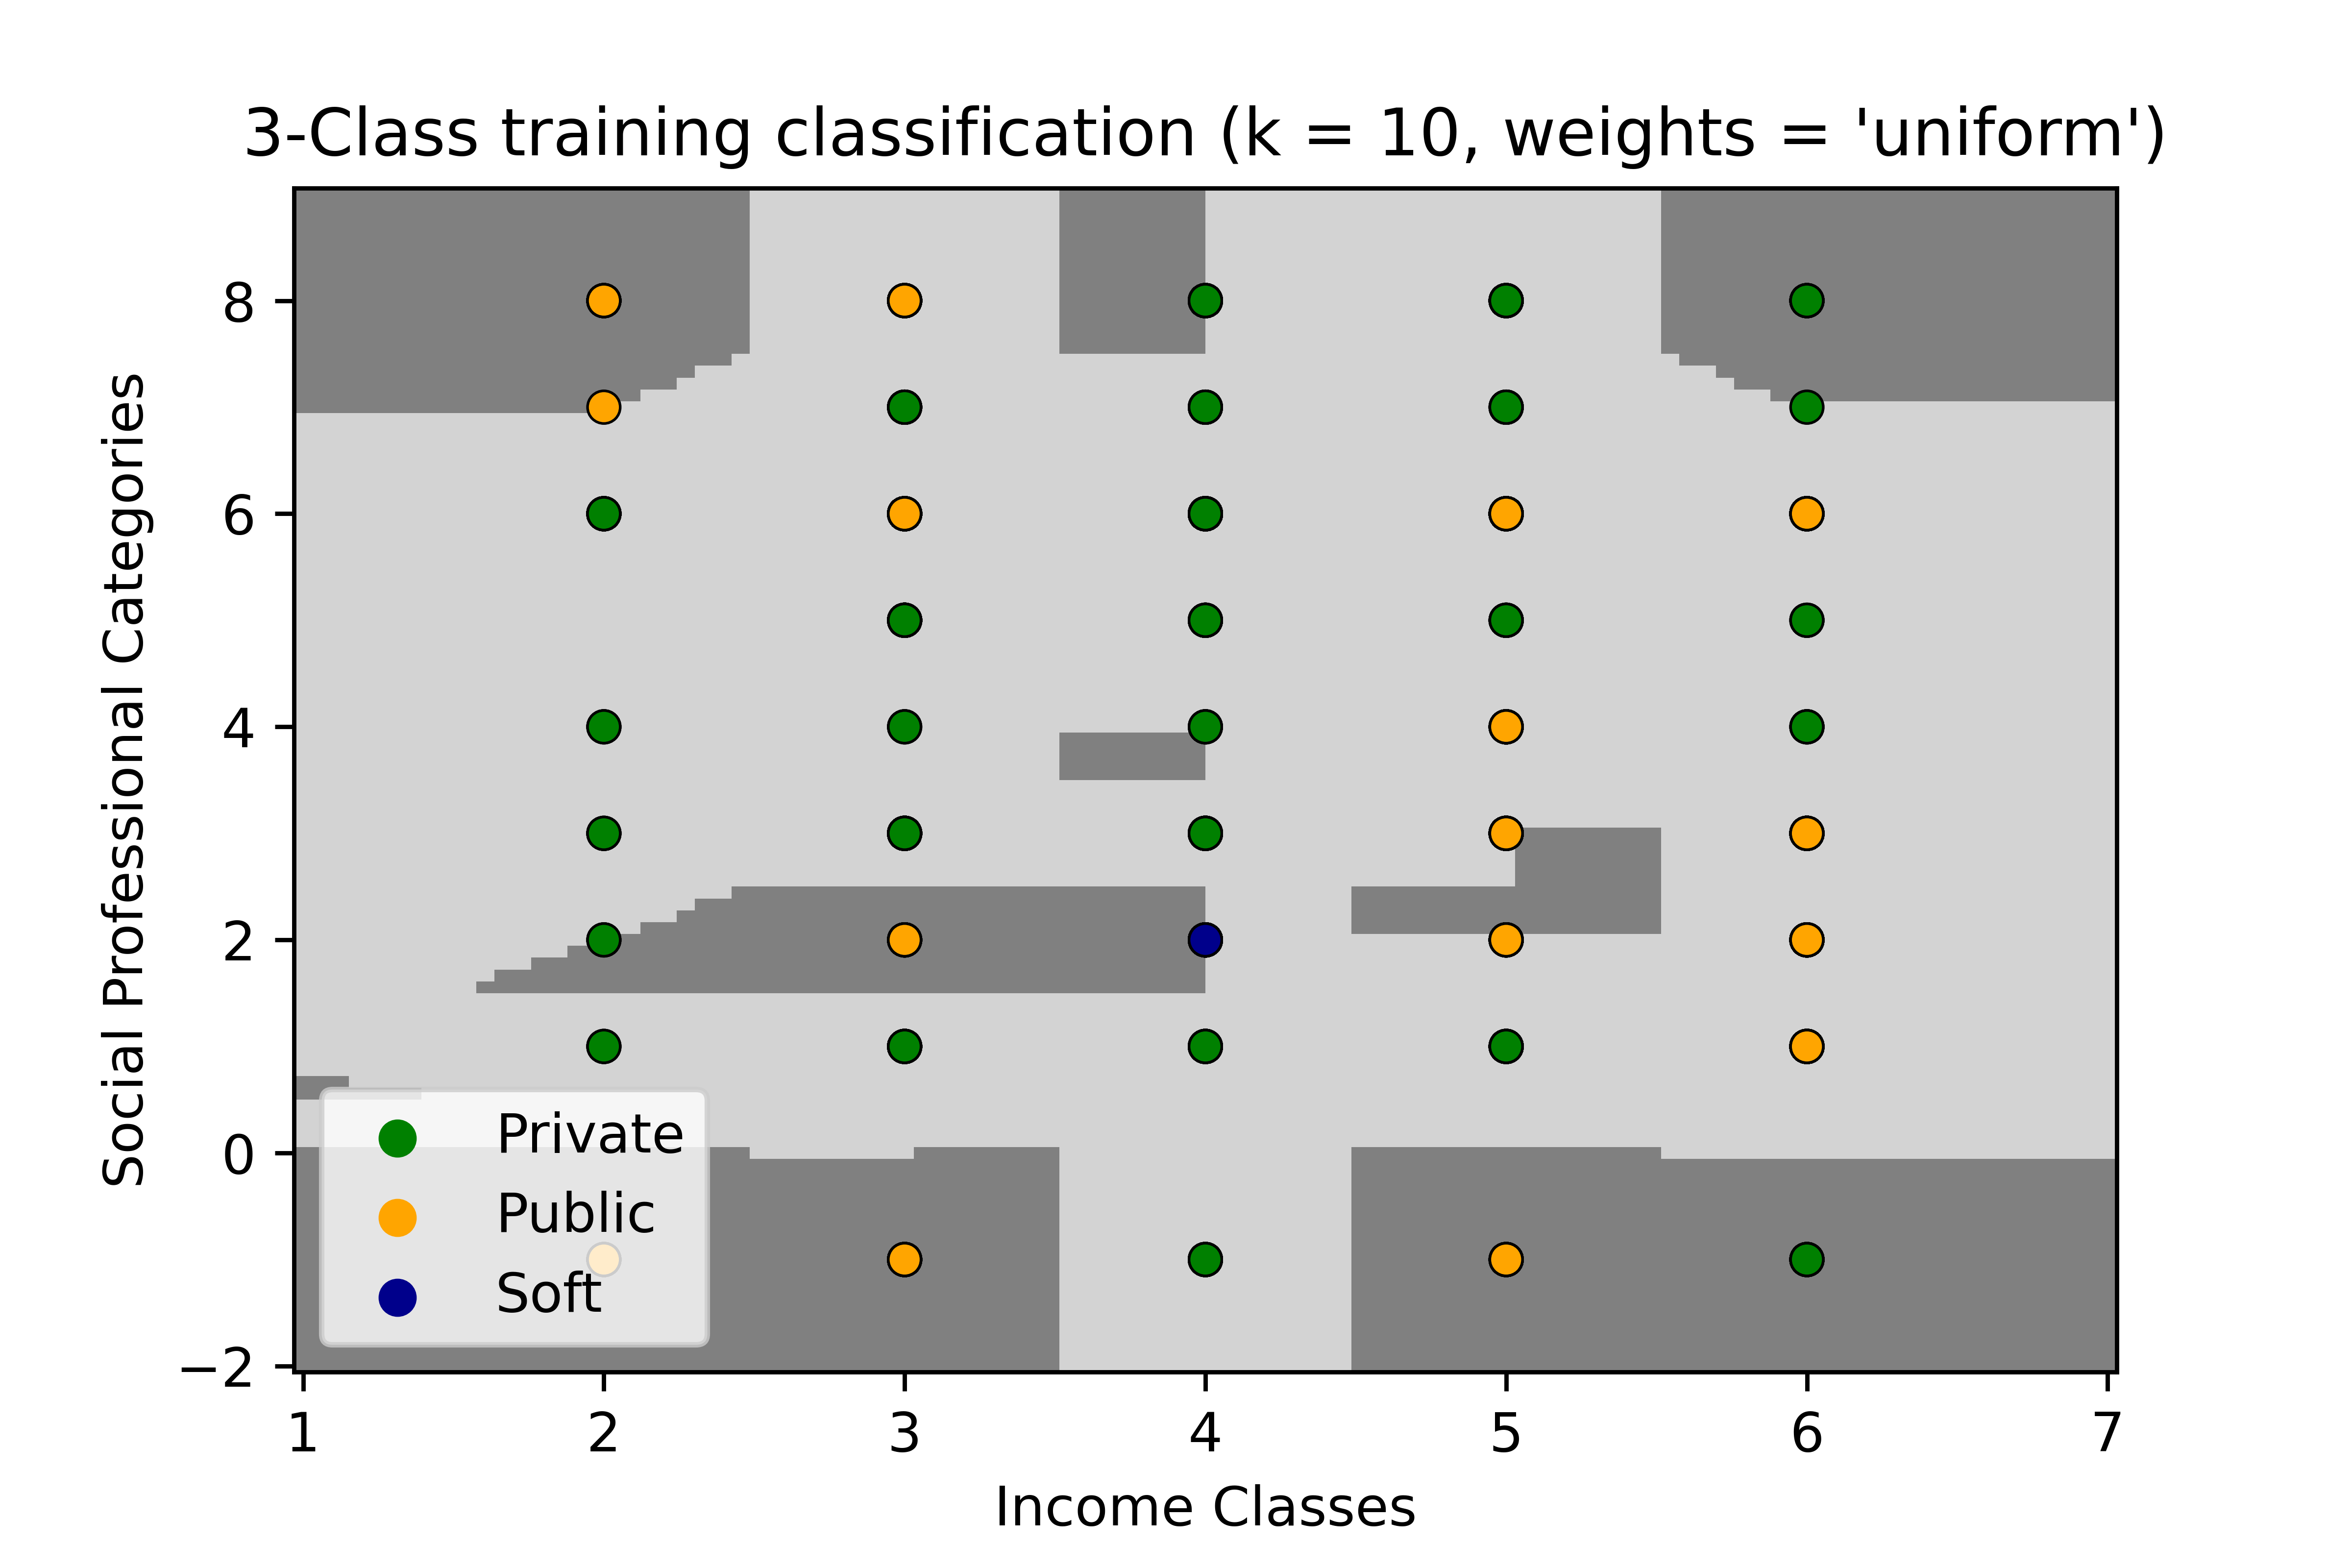 3-Class training classification (k = 10, weights = 'uniform')
Social Professional Categories
8
6
4
2
0
−2
Private
Public
Soft
1 2 3 4 5 6 7
Income Classes